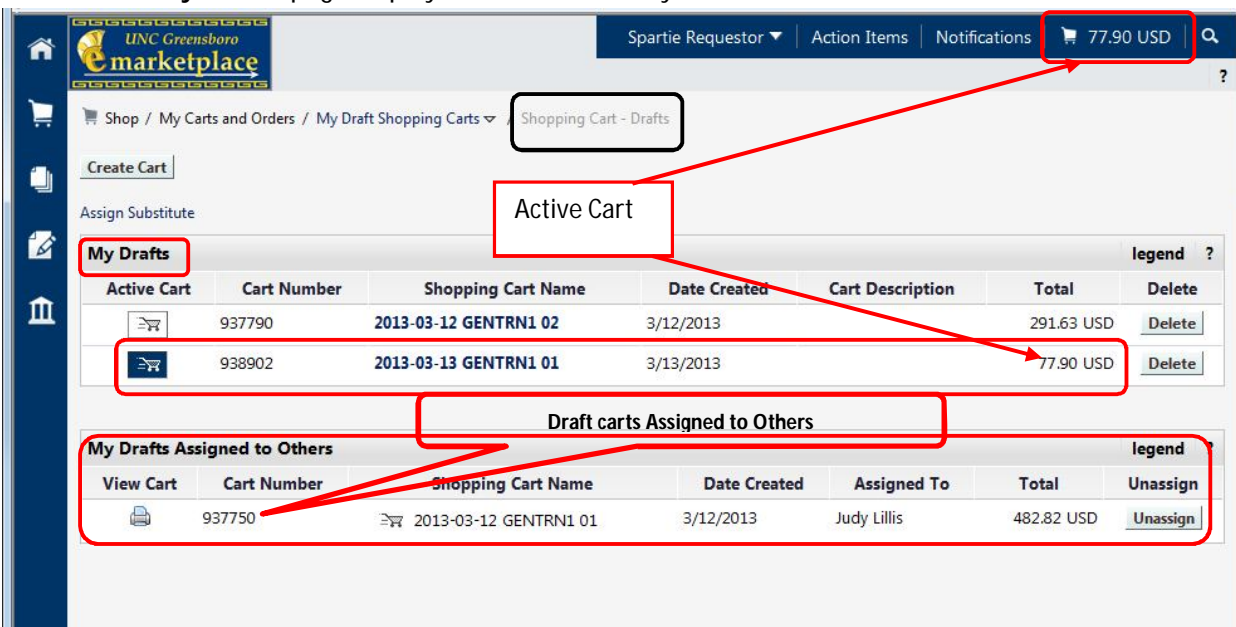 UNC Greensboro
emarketplace
Spartie Requestor ▼ Action Items Notifications 77.90 USD
?
Shop / My Carts and Orders / My Draft Shopping Carts / Shopping Cart - Drafts
Create Cart
Assign Substitute
Active Cart
My Drafts legend ?
Active Cart Cart Number Shopping Cart Name Date Created Cart Description Total Delete
937790 2013-03-12 GENTRN1 02 3/12/2013 291.63 USD Delete
938902 2013-03-13 GENTRN1 01 3/13/2013 77.90 USD Delete
Draft carts Assigned to Others
My Drafts Assigned to Others legend ?
View Cart Cart Number Shopping Cart Name Date Created Assigned To Total Unassign
937750 2013-03-12 GENTRN1 01 3/12/2013 Judy Lillis 482.82 USD Unassign